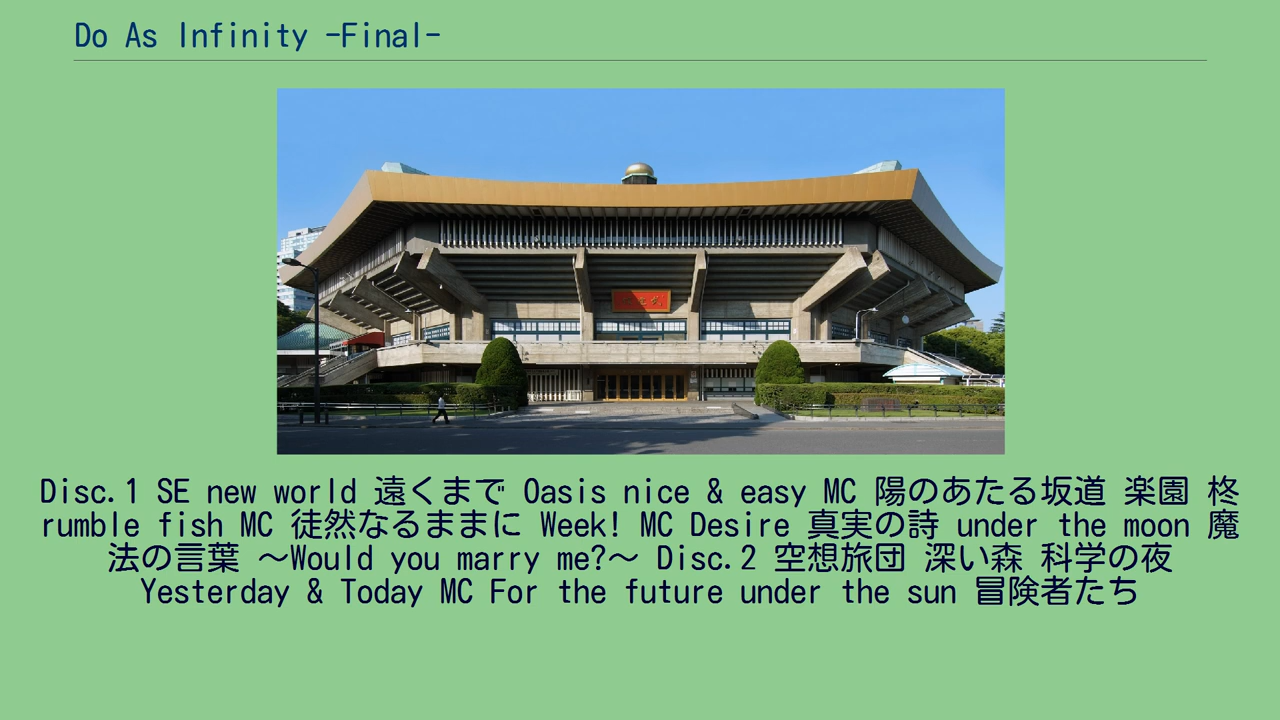 Do As Infinity -Final-
Disc.1 SE new world 遠くまで Oasis nice & easy MC 陽のあたる坂道 楽園 柊
rumble fish MC 徒然なるままに Week! MC Desire 真実の詩 under the moon 魔
法の言葉 ～Would you marry me?～ Disc.2 空想旅団 深い森 科学の夜
Yesterday & Today MC For the future under the sun 冒険者たち